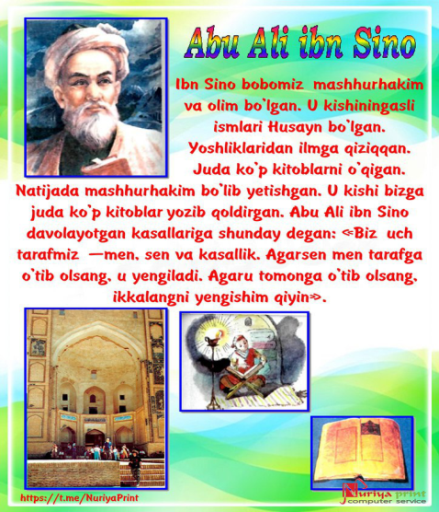 Abu Ali ibn Sino
Ibn Sino bobomiz mashhurhakim
va olim bo`lgan. U kishiningasli
ismlari Husayn bo`lgan.
Yoshliklaridan ilmga qiziqqan.
Juda ko`p kitoblarni o`qigan.
Natijada mashhurhakim bo`lib yetishgan. U kishi bizga
juda ko`p kitoblar yozib qoldirgan. Abu Ali ibn Sino
davolayotgan kasallariga shunday degan: «Biz uch
tarafmiz —men, sen va kasallik. Agarsen men tarafga
o`tib olsang, u yengiladi. Agaru tomonga o`tib olsang,
ikkalangni yengishim qiyin».
https://t.me/NuriyaPrint
Nuriya print
computer service